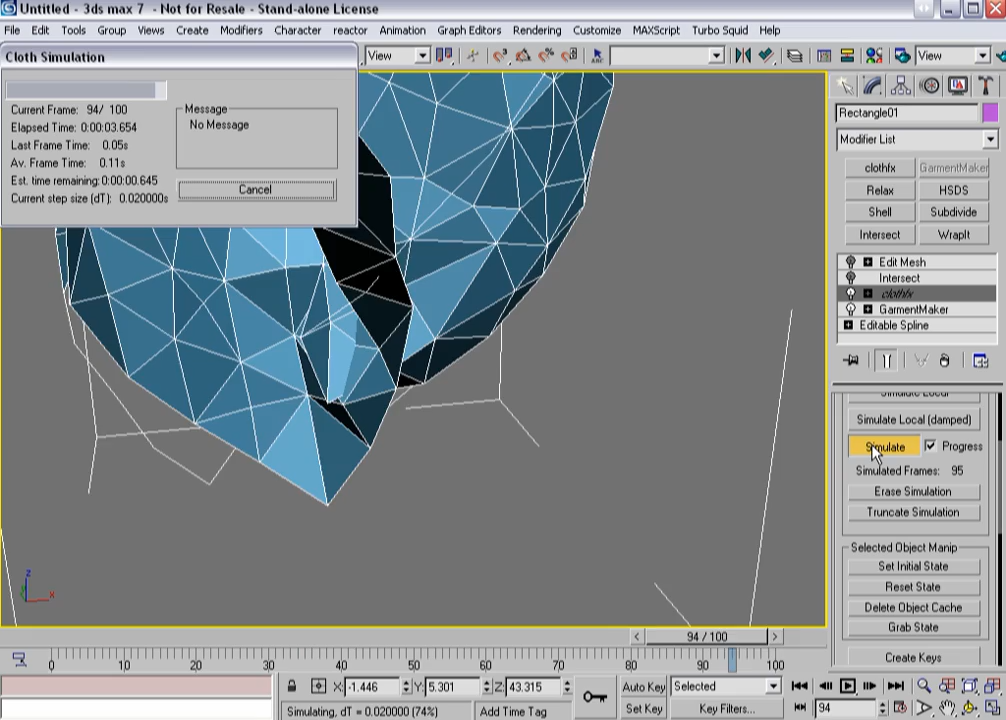 Untitled - 3ds max 7 - Not for Resale - Stand-alone License
File Edit Tools Group Views Create Modifiers Character reactor Animation Graph Editors Rendering Customize MAXScript Turbo Squid Help
Cloth Simulation
View
View
Current Frame: 94/ 100
Elapsed Time: 0:00:03.654
Last Frame Time: 0.05s
Av. Frame Time: 0.11s
Est. time remaining: 0:00:00.645
Current step size (dT): 0.020000s
Message
No Message
Cancel
Rectangle01
Modifier List
clothfx GarmentMaker
Relax HSDS
Shell Subdivide
Intersect WrapIt
Edit Mesh
Intersect
clothfx
GarmentMaker
Editable Spline
Simulate Local
Simulate Local (damped)
Simulate Progress
Simulated Frames: 95
Erase Simulation
Truncate Simulation
Selected Object Manip
Set Initial State
Reset State
Delete Object Cache
Grab State
Create Keys
z
x
< 94 / 100 >
0 10 20 30 40 50 60 70 80 90 100
X: -1.446 Y: 5.301 Z: 43.315
Auto Key Selected
Simulating, dT = 0.020000 (74%) Add Time Tag
Set Key Key Filters... 94